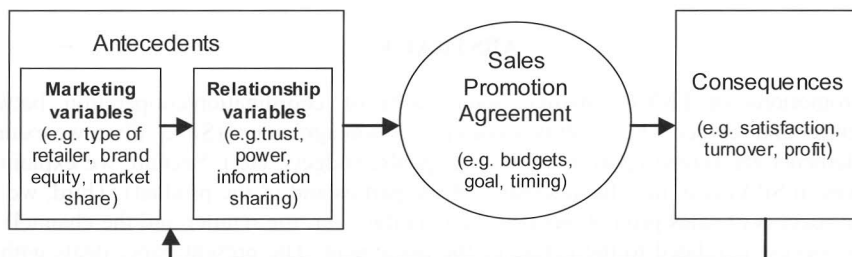 Antecedents
Marketing
variables
(e.g. type of
retailer, brand
equity, market
share)
Relationship
variables
(e.g.trust,
power,
information
sharing)
Sales
Promotion
Agreement
(e.g. budgets,
goal, timing)
Consequences
(e.g. satisfaction,
turnover, profit)